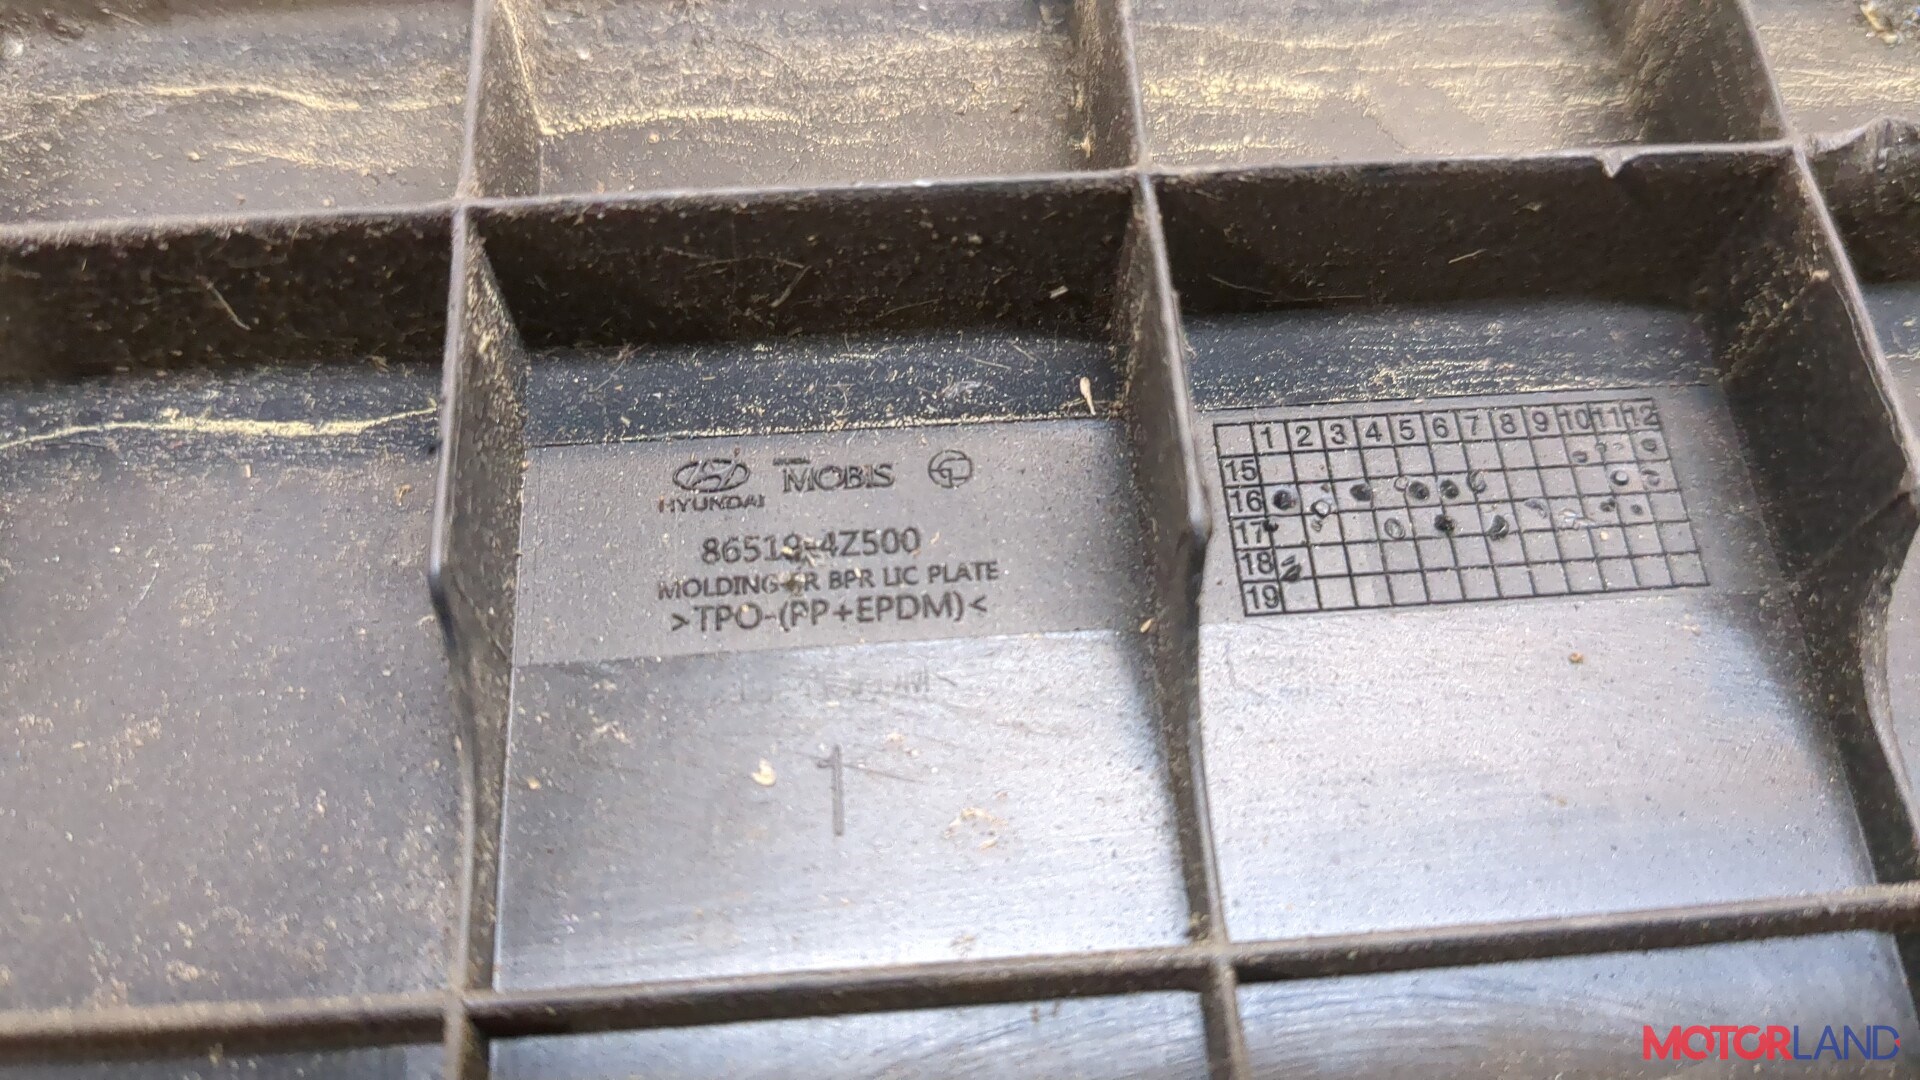 HYUNDAI
MOBIS
86519-4Z500
MOLDING-FR BPR LIC PLATE
>TPO-(PP+EPDM)<
1
1 2 3 4 5 6 7 8 9 10 11 12
15
16
17
18
19
MOTORLAND